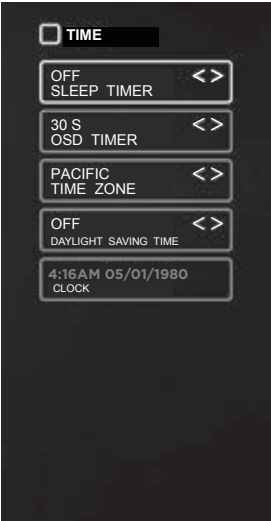 TIME
OFF
SLEEP TIMER
30 S
OSD TIMER
PACIFIC
TIME ZONE
OFF
DAYLIGHT SAVING TIME
4:16AM 05/01/1980
CLOCK